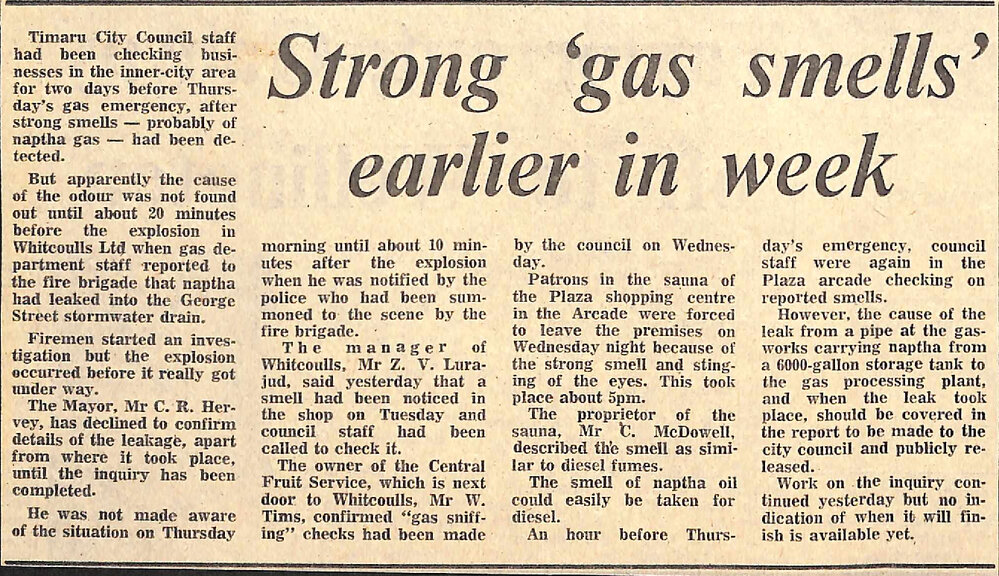 Strong ‘gas smells’
earlier in week
Timaru City Council staff
had been checking busi-
nesses in the inner-city area
for two days before Thurs-
day's gas emergency, after
strong smells — probably of
naptha gas — had been de-
tected.
But apparently the cause
of the odour was not found
out until about 20 minutes
before the explosion in
Whitcoulls Ltd when gas de-
partment staff reported to
the fire brigade that naptha
had leaked into the George
Street stormwater drain.
Firemen started an inves-
tigation but the explosion
occurred before it really got
under way.
The Mayor, Mr C. R. Her-
vey, has declined to confirm
details of the leakage, apart
from where it took place,
until the inquiry has been
completed.
He was not made aware
of the situation on Thursday
morning until about 10 min-
utes after the explosion
when he was notified by the
police who had been sum-
moned to the scene by the
fire brigade.
The manager of
Whitcoulls, Mr Z. V. Lura-
jud, said yesterday that a
smell had been noticed in
the shop on Tuesday and
council staff had been
called to check it.
The owner of the Central
Fruit Service, which is next
door to Whitcoulls, Mr W.
Tims, confirmed “gas sniff-
ing” checks had been made
by the council on Wednes-
day.
Patrons in the sauna of
the Plaza shopping centre
in the Arcade were forced
to leave the premises on
Wednesday night because of
the strong smell and sting-
ing of the eyes. This took
place about 5pm.
The proprietor of the
sauna, Mr C. McDowell,
described the smell as simi-
lar to diesel fumes.
The smell of naptha oil
could easily be taken for
diesel.
An hour before Thurs-
day's emergency, council
staff were again in the
Plaza arcade checking on
reported smells.
However, the cause of the
leak from a pipe at the gas-
works carrying naptha from
a 6000-gallon storage tank to
the gas processing plant,
and when the leak took
place, should be covered in
the report to be made to the
city council and publicly re-
leased.
Work on the inquiry con-
tinued yesterday but no in-
dication of when it will fin-
ish is available yet.